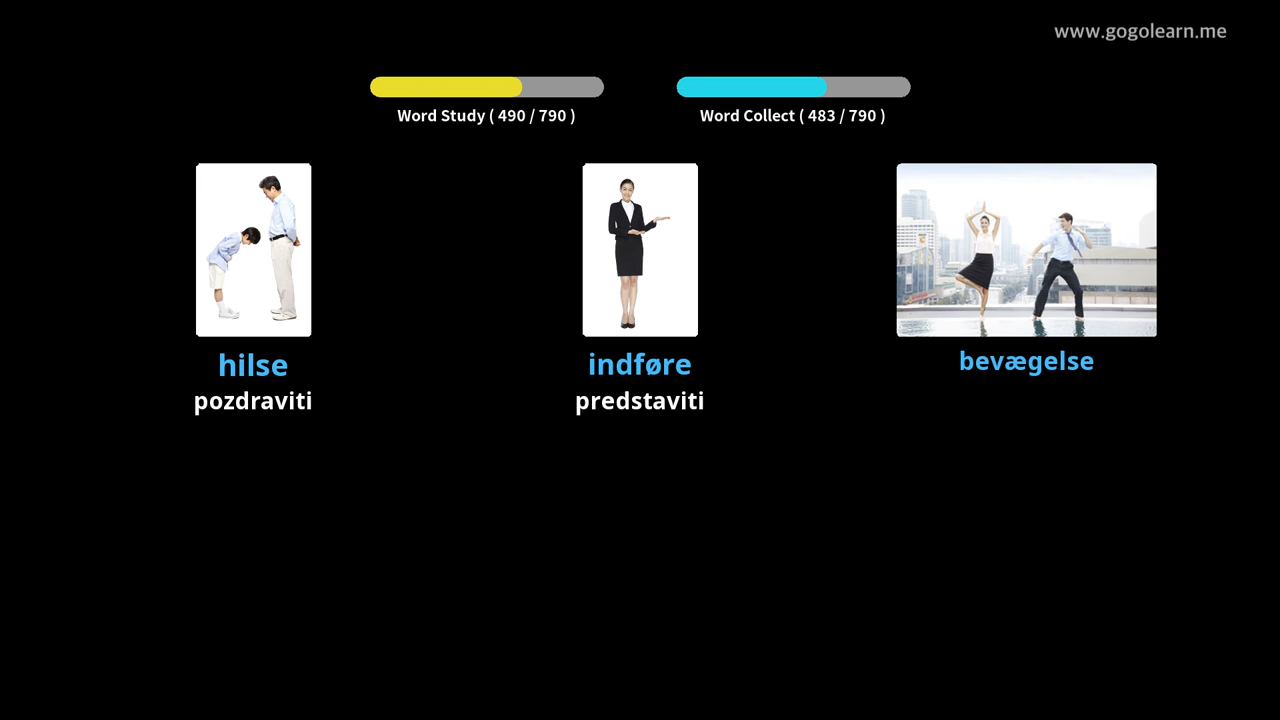 www.gogolearn.me
Word Study ( 490 / 790 )
Word Collect ( 483 / 790 )
hilse
indføre
bevægelse
pozdraviti
predstaviti